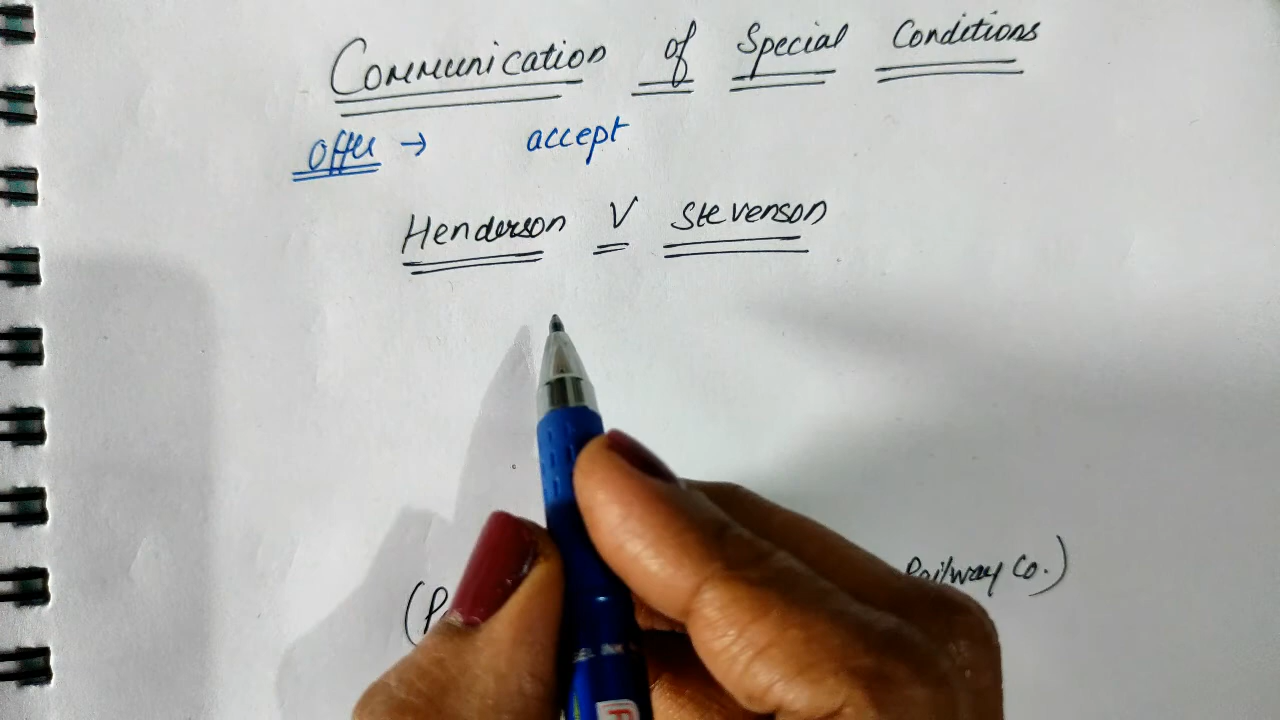 Communication of Special Conditions
Offer → accept
Henderson V Stevenson
(P Railway Co.)